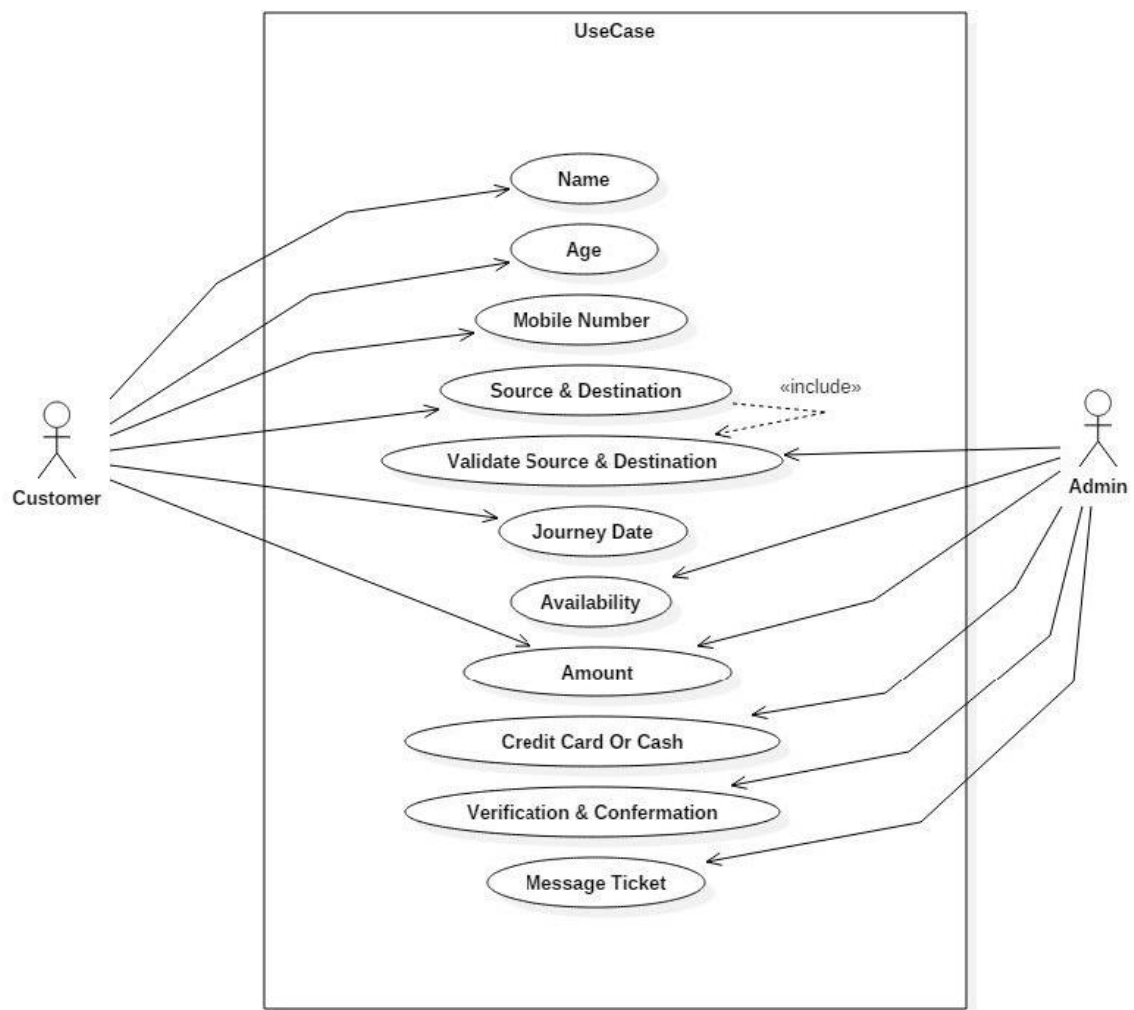 UseCase
Name
Age
Mobile Number
Source & Destination
«include»
Validate Source & Destination
Customer
Admin
Journey Date
Availability
Amount
Credit Card Or Cash
Verification & Confermation
Message Ticket